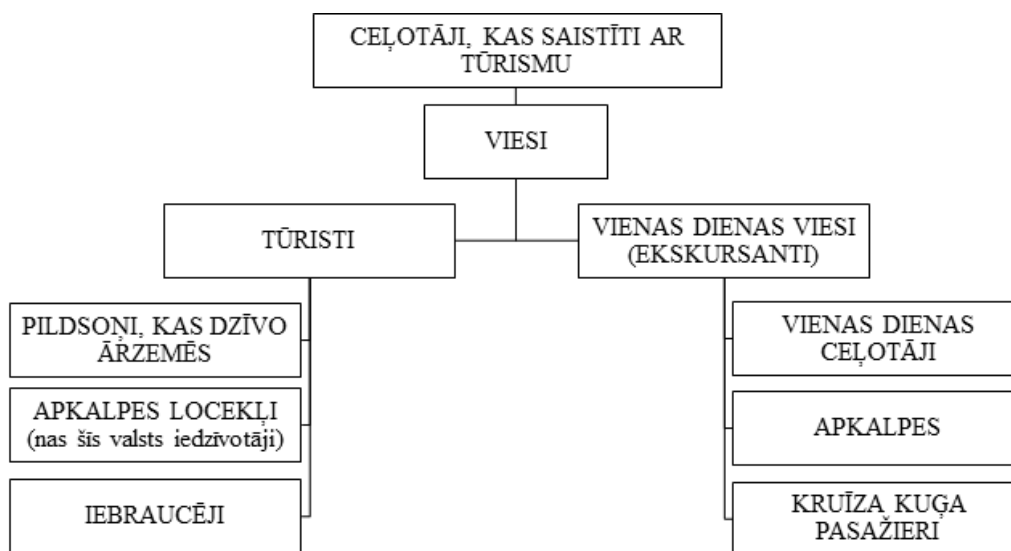 CEĻOTĀJI, KAS SAISTĪTI AR
TŪRISMU
VIESI
TŪRISTI
VIENAS DIENAS VIESI
(EKSKURSANTI)
PILDSOŅI, KAS DZĪVO
ĀRZEMĒS
APKALPES LOCEKĻI
(nas šīs valsts iedzīvotāji)
IEBRAUCĒJI
VIENAS DIENAS
CEĻOTĀJI
APKALPES
KRUĪZA KUĢA
PASAŽIERI